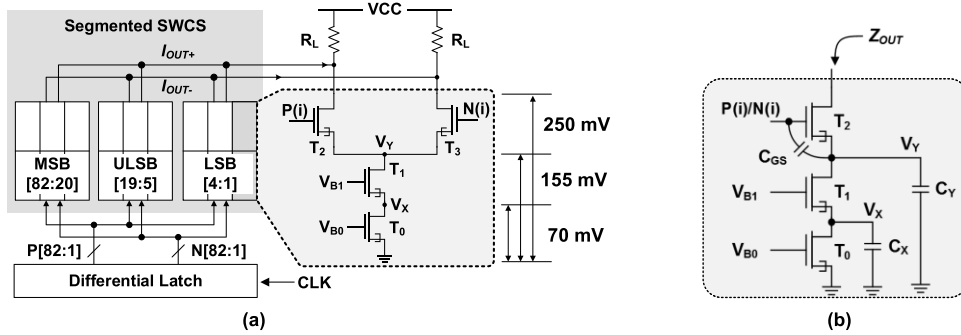 Segmented SWCS
VCC
R_L
R_L
I_OUT+
I_OUT-
P(i)
N(i)
T_2
T_3
V_Y
T_1
V_B1
V_X
V_B0
T_0
250 mV
155 mV
70 mV
MSB
[82:20]
ULSB
[19:5]
LSB
[4:1]
P[82:1]
N[82:1]
Differential Latch
CLK
(a)
Z_OUT
P(i)/N(i)
T_2
C_GS
V_Y
C_Y
V_B1
T_1
V_X
V_B0
T_0
C_X
(b)